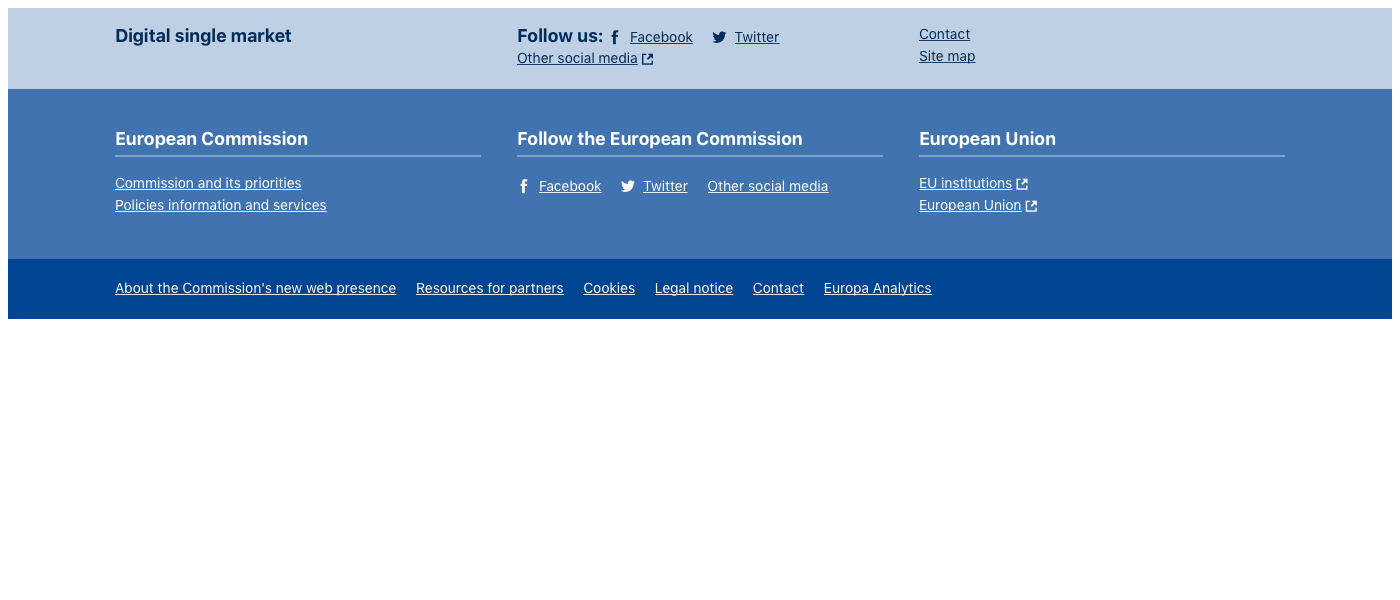 Digital single market
Follow us: Facebook Twitter
Other social media
Contact
Site map
European Commission
Commission and its priorities
Policies information and services
Follow the European Commission
Facebook Twitter Other social media
European Union
EU institutions
European Union
About the Commission's new web presence Resources for partners Cookies Legal notice Contact Europa Analytics